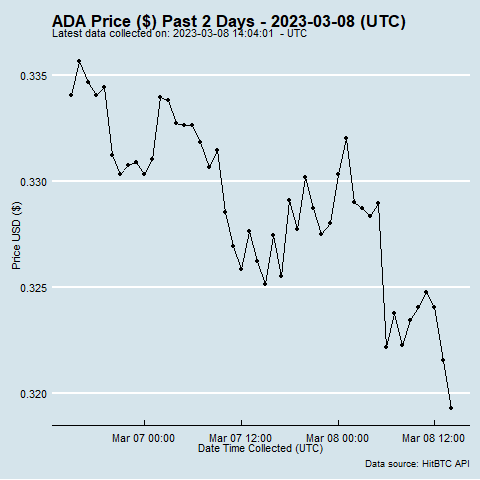 ADA Price ($) Past 2 Days - 2023-03-08 (UTC)
Latest data collected on: 2023-03-08 14:04:01 - UTC
0.335
0.330
0.325
0.320
Price USD ($)
Mar 07 00:00 Mar 07 12:00 Mar 08 00:00 Mar 08 12:00
Date Time Collected (UTC)
Data source: HitBTC API